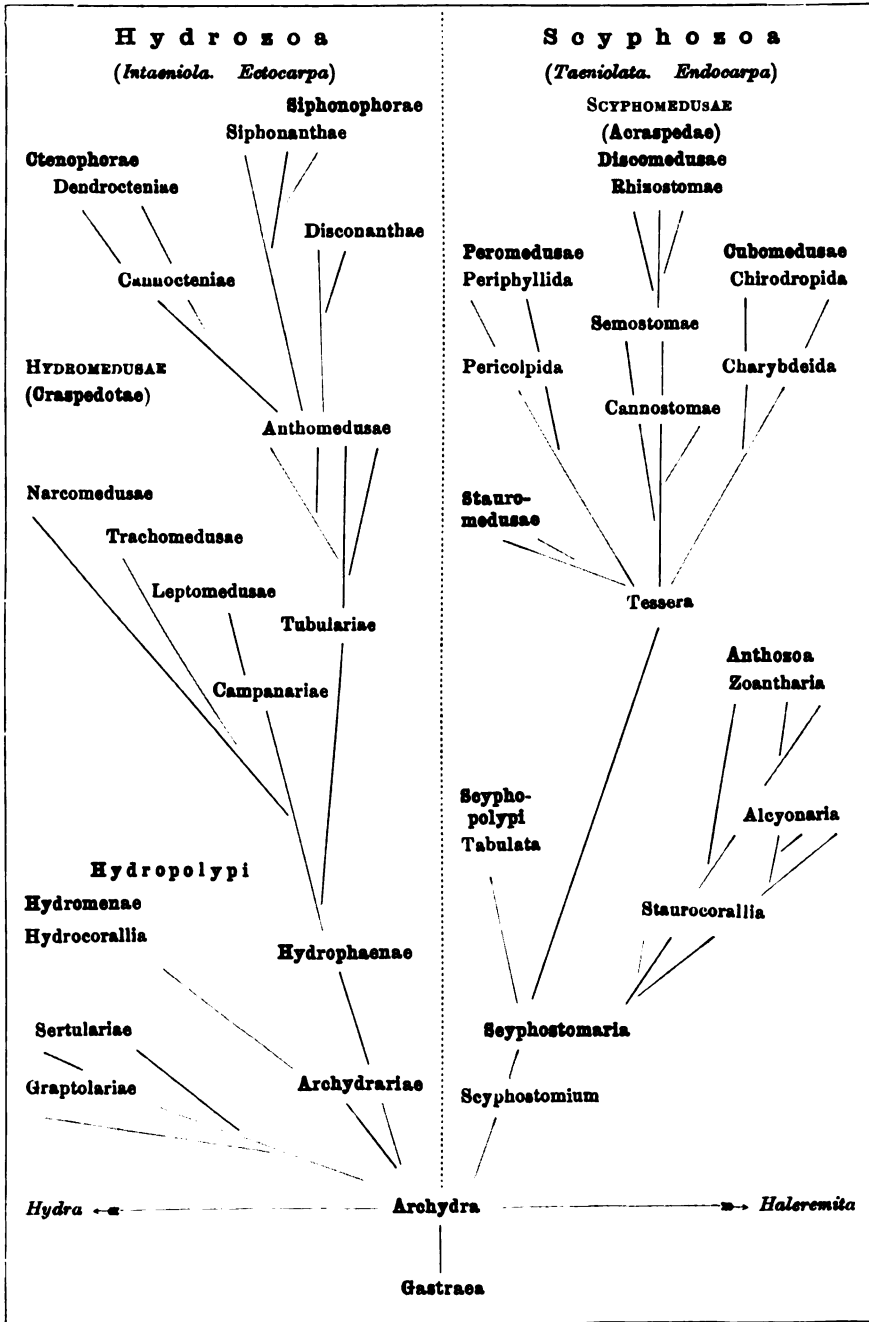 Hydrozoa
(Intaeniola. Ectocarpa)
Siphonophorae
Siphonanthae
Ctenophorae
Dendrocteniae
Disconanthae
Cannocteniae
HYDROMEDUSAE
(Craspedotae)
Anthomedusae
Narcomedusae
Trachomedusae
Leptomedusae
Tubulariae
Campanariae
Hydropolypi
Hydromenae
Hydrocorallia
Hydrophaenae
Sertulariae
Graptolariae
Archydrariae
Scyphozoa
(Taeniolata. Endocarpa)
SCYPHOMEDUSAE
(Acraspedae)
Discomedusae
Rhizostomae
Peromedusae
Periphyllida
Cubomedusae
Chirodropida
Semostomae
Pericolpida
Charybdeida
Cannostomae
Stauro-
medusae
Tessera
Anthozoa
Zoantharia
Scypho-
polypi
Tabulata
Alcyonaria
Staurocorallia
Scyphostomaria
Scyphostomium
Hydra
Archydra
Haleremita
Gastraea